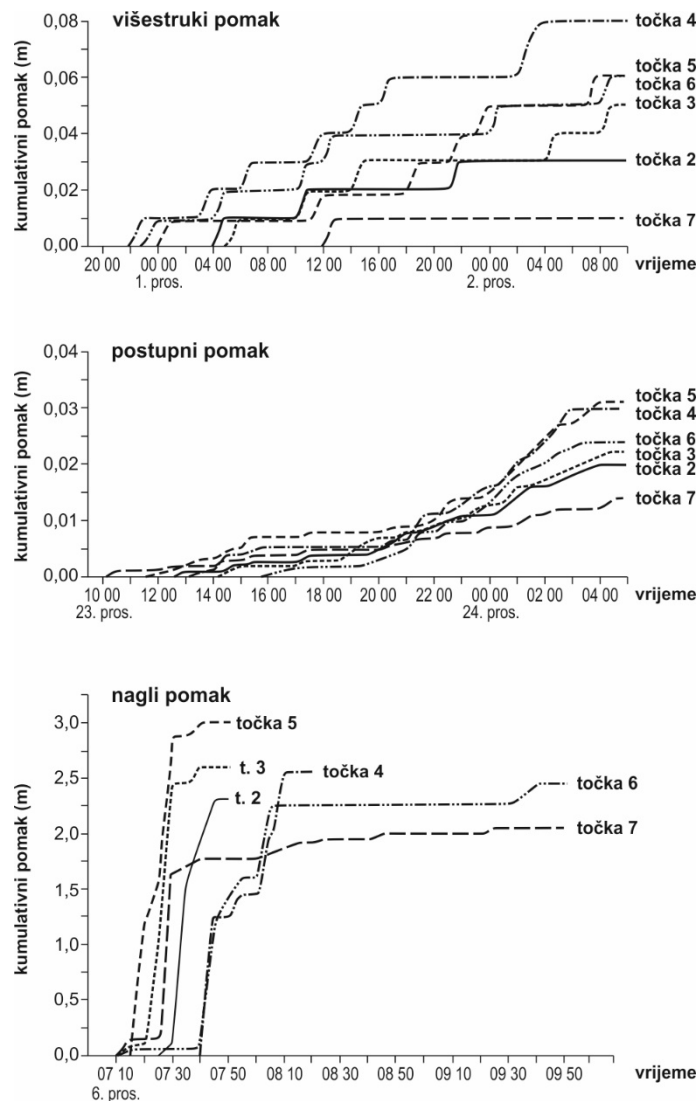 višestruki pomak
kumulativni pomak (m)
0,08
0,06
0,04
0,02
0,00
točka 4
točka 5
točka 6
točka 3
točka 2
točka 7
20 00 00 00 04 00 08 00 12 00 16 00 20 00 00 00 04 00 08 00 vrijeme
1. pros. 2. pros.
postupni pomak
kumulativni pomak (m)
0,04
0,03
0,02
0,01
0,00
točka 5
točka 4
točka 6
točka 3
točka 2
točka 7
10 00 12 00 14 00 16 00 18 00 20 00 22 00 00 00 02 00 04 00 vrijeme
23. pros. 24. pros.
nagli pomak
kumulativni pomak (m)
3,0
2,5
2,0
1,5
1,0
0,5
0,0
točka 5
t. 3
točka 4
t. 2
točka 6
točka 7
07 10 07 30 07 50 08 10 08 30 08 50 09 10 09 30 09 50 vrijeme
6. pros.